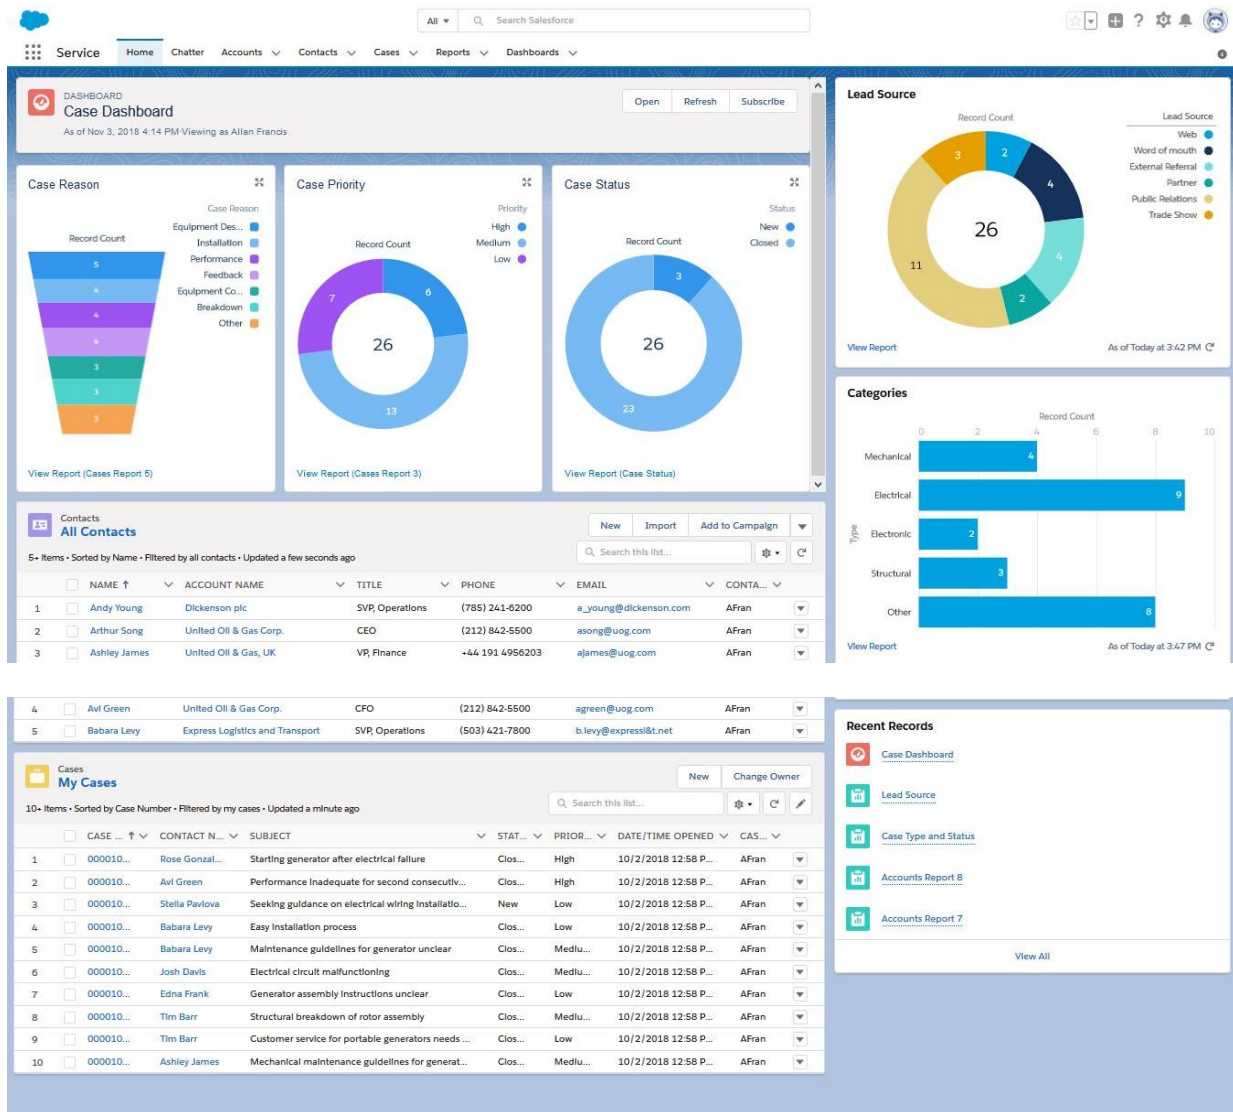 All
Search Salesforce
Service
Home
Chatter
Accounts
Contacts
Cases
Reports
Dashboards
DASHBOARD
Case Dashboard
As of Nov 3, 2018 4:14 PM·Viewing as Allan Francis
Open
Refresh
Subscribe
Case Reason
Case Reason
Equipment Des...
Installation
Performance
Feedback
Equipment Co...
Breakdown
Other
Record Count
5
4
4
4
3
3
3
View Report (Cases Report 5)
Case Priority
Priority
High
Medium
Low
Record Count
7
6
26
13
View Report (Cases Report 3)
Case Status
Status
New
Closed
Record Count
3
26
23
View Report (Case Status)
Lead Source
Record Count
Lead Source
Web
Word of mouth
External Referral
Partner
Public Relations
Trade Show
3
2
4
26
4
11
2
View Report
As of Today at 3:42 PM
Categories
Record Count
0 2 4 6 8 10
Type
Mechanical 4
Electrical 9
Electronic 2
Structural 3
Other 8
View Report
As of Today at 3:47 PM
Contacts
All Contacts
New
Import
Add to Campaign
5+ Items • Sorted by Name • Filtered by all contacts • Updated a few seconds ago
Search this list...
NAME ACCOUNT NAME TITLE PHONE EMAIL CONTA...
1 Andy Young Dickenson plc SVP, Operations (785) 241-6200 a_young@dickenson.com AFran
2 Arthur Song United Oil & Gas Corp. CEO (212) 842-5500 asong@uog.com AFran
3 Ashley James United Oil & Gas, UK VP, Finance +44 191 4956203 ajames@uog.com AFran
4 Avi Green United Oil & Gas Corp. CFO (212) 842-5500 agreen@uog.com AFran
5 Babara Levy Express Logistics and Transport SVP, Operations (503) 421-7800 b.levy@expressl&t.net AFran
Cases
My Cases
New
Change Owner
10+ Items • Sorted by Case Number • Filtered by my cases • Updated a minute ago
Search this list...
CASE ... CONTACT N... SUBJECT STAT... PRIOR... DATE/TIME OPENED CAS...
1 000010... Rose Gonzal... Starting generator after electrical failure Clos... High 10/2/2018 12:58 P... AFran
2 000010... Avi Green Performance inadequate for second consecutiv... Clos... High 10/2/2018 12:58 P... AFran
3 000010... Stella Pavlova Seeking guidance on electrical wiring installatio... New Low 10/2/2018 12:58 P... AFran
4 000010... Babara Levy Easy installation process Clos... Low 10/2/2018 12:58 P... AFran
5 000010... Babara Levy Maintenance guidelines for generator unclear Clos... Mediu... 10/2/2018 12:58 P... AFran
6 000010... Josh Davis Electrical circuit malfunctioning Clos... Mediu... 10/2/2018 12:58 P... AFran
7 000010... Edna Frank Generator assembly instructions unclear Clos... Low 10/2/2018 12:58 P... AFran
8 000010... Tim Barr Structural breakdown of rotor assembly Clos... Mediu... 10/2/2018 12:58 P... AFran
9 000010... Tim Barr Customer service for portable generators needs ... Clos... Low 10/2/2018 12:58 P... AFran
10 000010... Ashley James Mechanical maintenance guidelines for generat... Clos... Mediu... 10/2/2018 12:58 P... AFran
Recent Records
Case Dashboard
Lead Source
Case Type and Status
Accounts Report 8
Accounts Report 7
View All